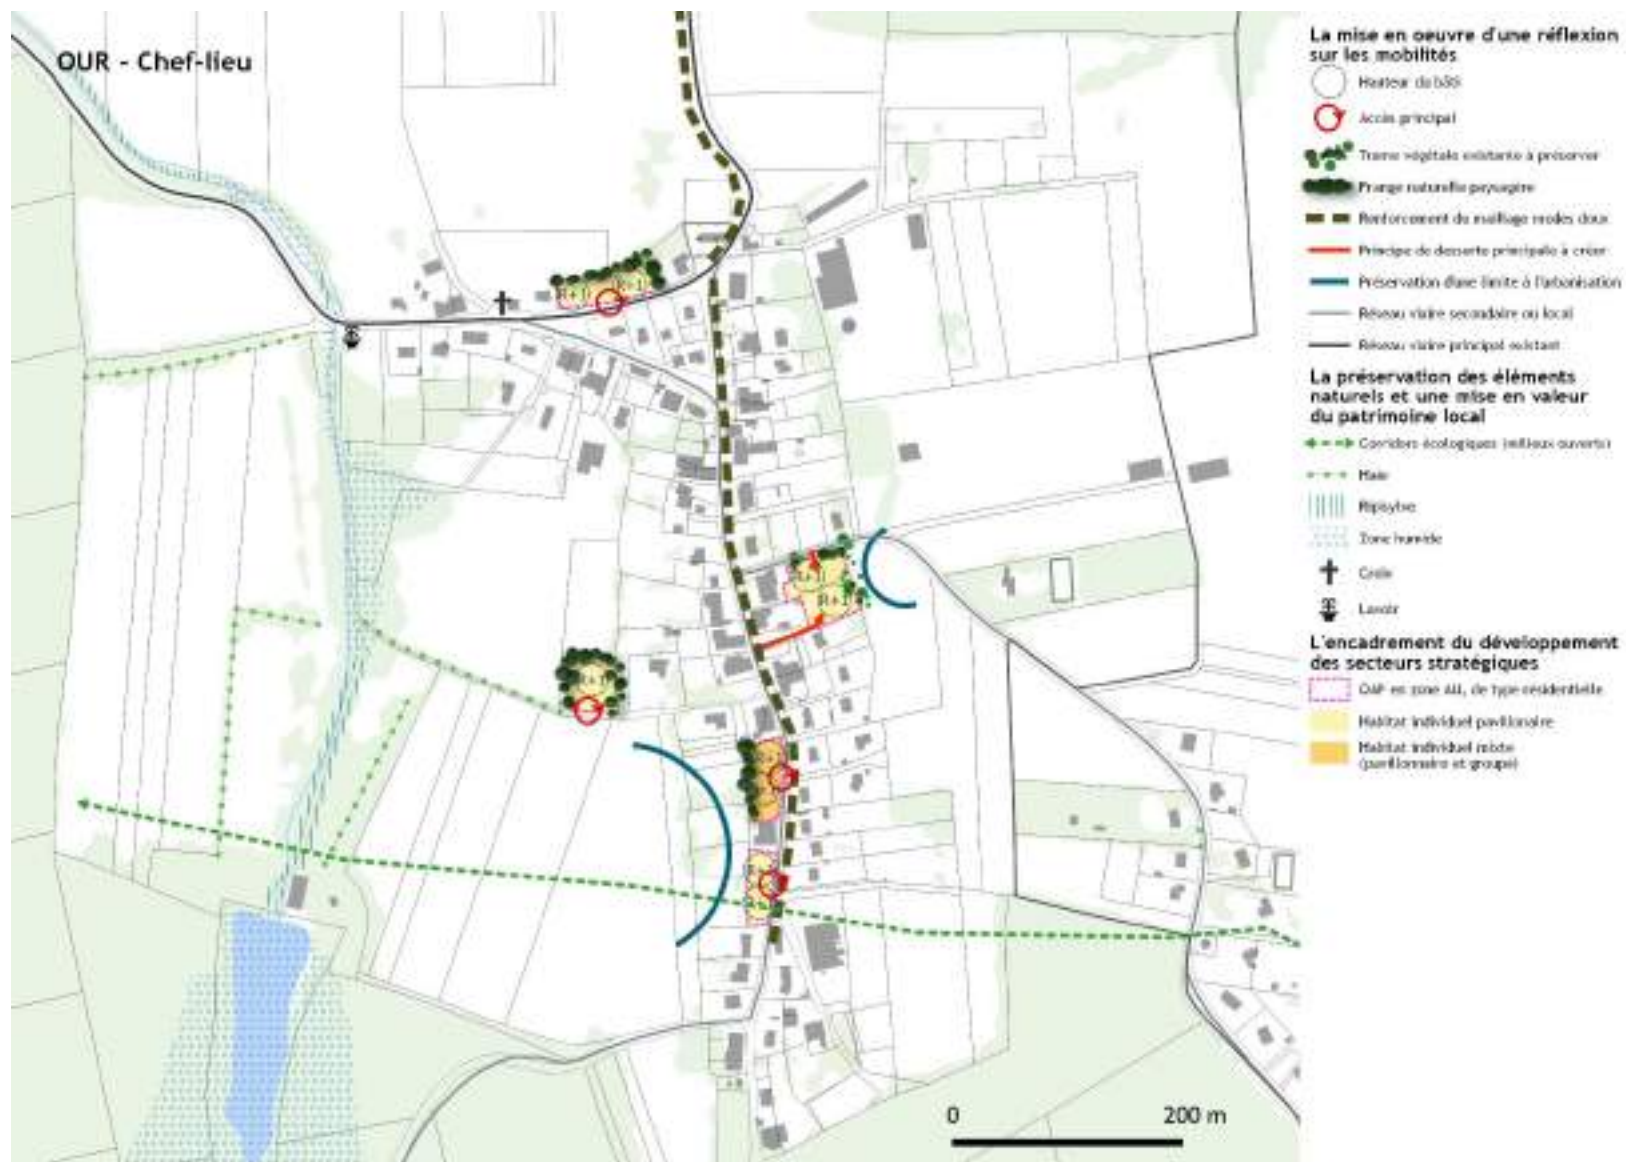 OUR - Chef-lieu
La mise en oeuvre d'une réflexion
sur les mobilités
Hauteur du bâti
Accès principal
Trame végétale existante à préserver
Frange naturelle paysagère
Renforcement du maillage modes doux
Principe de desserte principale à créer
Préservation d'une limite à l'urbanisation
Réseau viaire secondaire ou local
Réseau viaire principal existant
La préservation des éléments
naturels et une mise en valeur
du patrimoine local
Corridors écologiques (milieux ouverts)
Haie
Ripisylve
Zone humide
Croix
Lavoir
L'encadrement du développement
des secteurs stratégiques
OAP en zone AU, de type résidentielle
Habitat individuel pavillonaire
Habitat individuel mixte
(pavillonnaire et groupé)
R+1
R+1
R+1
R+1
0 200 m